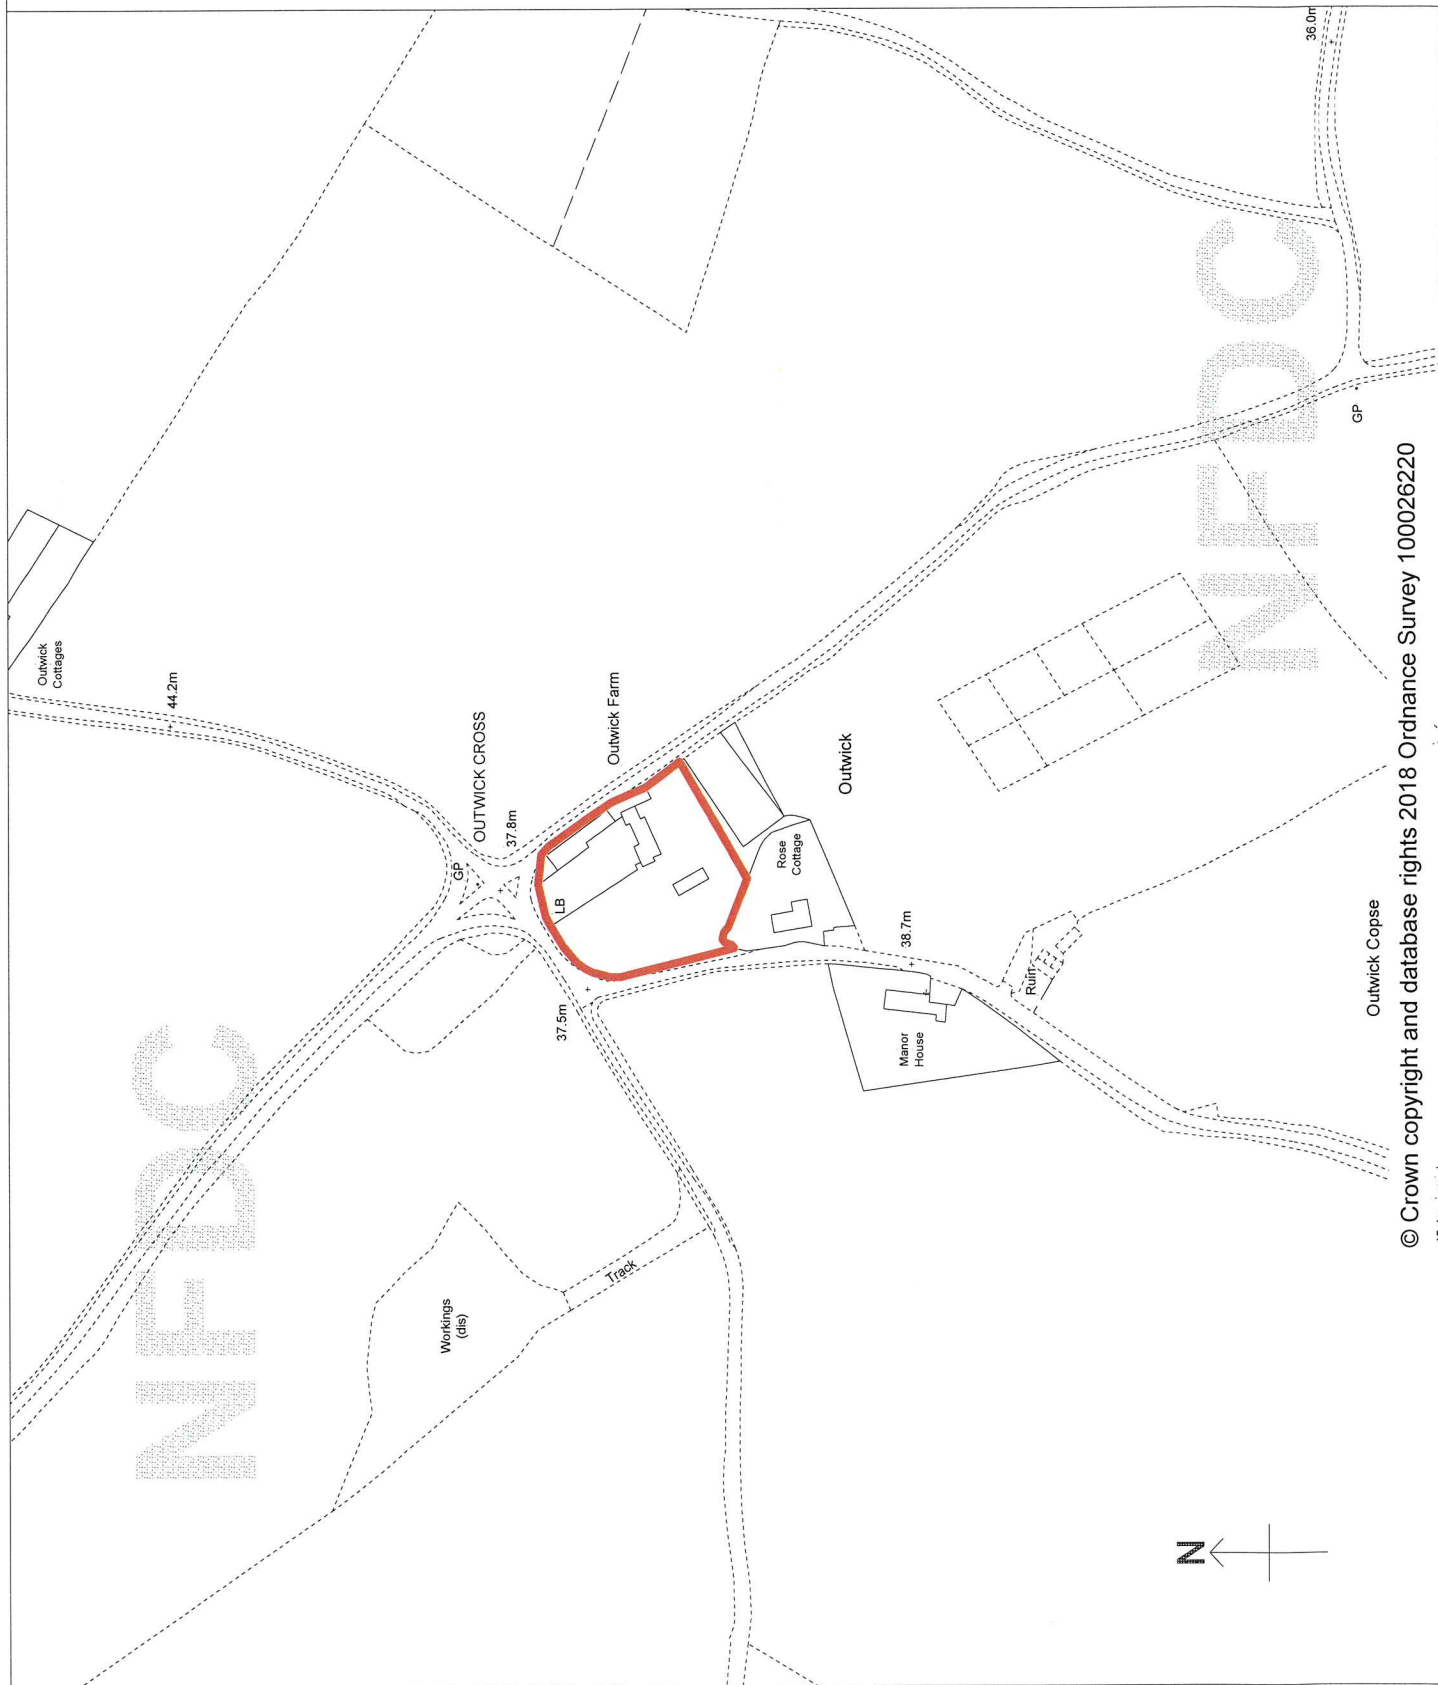 Outwick
Cottages
44.2m
OUTWICK CROSS
GP
37.8m
LB
Outwick Farm
37.5m
Rose
Cottage
Outwick
38.7m
Manor
House
Ruin
Track
Workings
(dis)
Outwick Copse
GP
36.0m
NFDC
NFDC
N
© Crown copyright and database rights 2018 Ordnance Survey 100026220